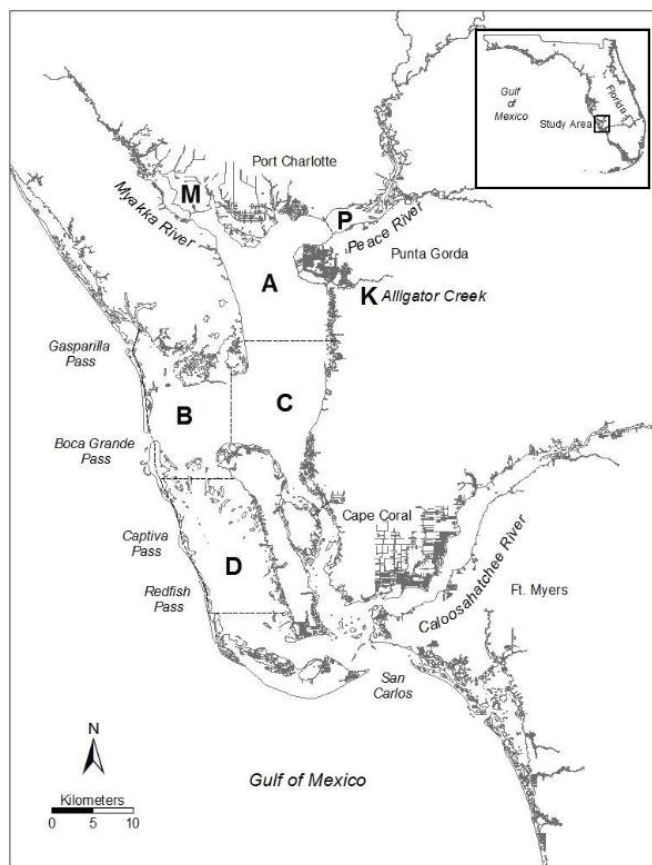 Gulf
of
Mexico
Florida
Study Area
Port Charlotte
M
Myakka River
P
Peace River
Punta Gorda
A
K Alligator Creek
Gasparilla
Pass
B
C
Boca Grande
Pass
Cape Coral
Captiva
Pass
D
Caloosahatchee River
Redfish
Pass
Ft. Myers
San
Carlos
N
Gulf of Mexico
Kilometers
0 5 10